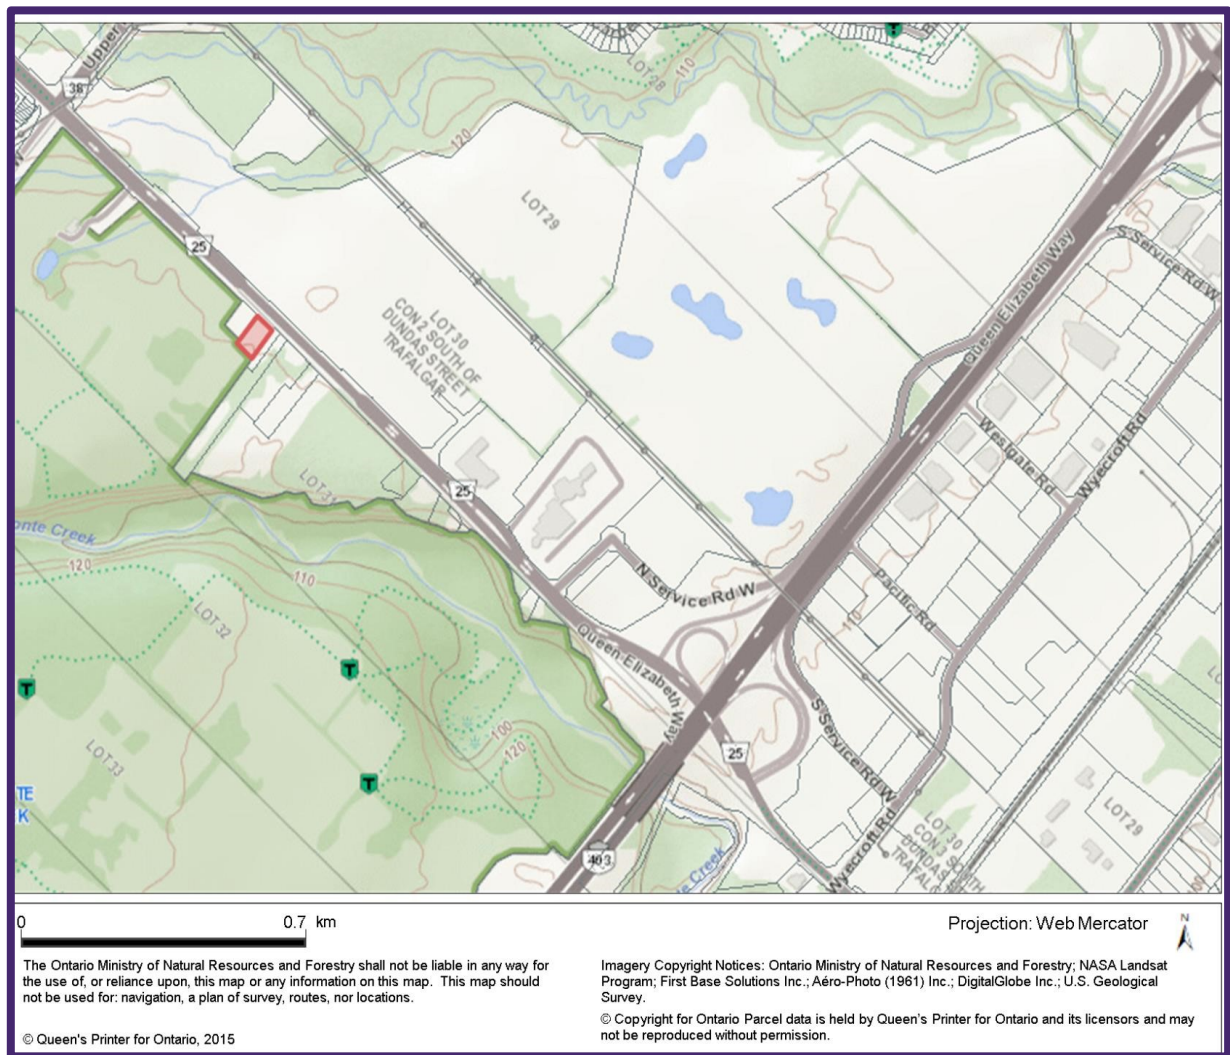 Upper
38
LOT 28
110
120
LOT 29
25
S Service Rd W
Queen Elizabeth Way
LOT 30
CON 2 SOUTH OF
DUNDAS STREET
TRAFALGAR
Westgate Rd
Wyecroft Rd
25
LOT 31
onte Creek
120
110
N Service Rd W
Pacific Rd
110
LOT 32
T
T
T
Queen Elizabeth Way
100
120
S Service Rd W
25
LOT 33
TE
K
LOT 29
LOT 30
CON 3 SOUTH
DUNDAS
TRAFALGA
403
Creek
Wyecroft Rd
100
0 0.7 km
Projection: Web Mercator
N
The Ontario Ministry of Natural Resources and Forestry shall not be liable in any way for
the use of, or reliance upon, this map or any information on this map. This map should
not be used for: navigation, a plan of survey, routes, nor locations.
© Queen's Printer for Ontario, 2015
Imagery Copyright Notices: Ontario Ministry of Natural Resources and Forestry; NASA Landsat
Program; First Base Solutions Inc.; Aéro-Photo (1961) Inc.; DigitalGlobe Inc.; U.S. Geological
Survey.
© Copyright for Ontario Parcel data is held by Queen's Printer for Ontario and its licensors and may
not be reproduced without permission.